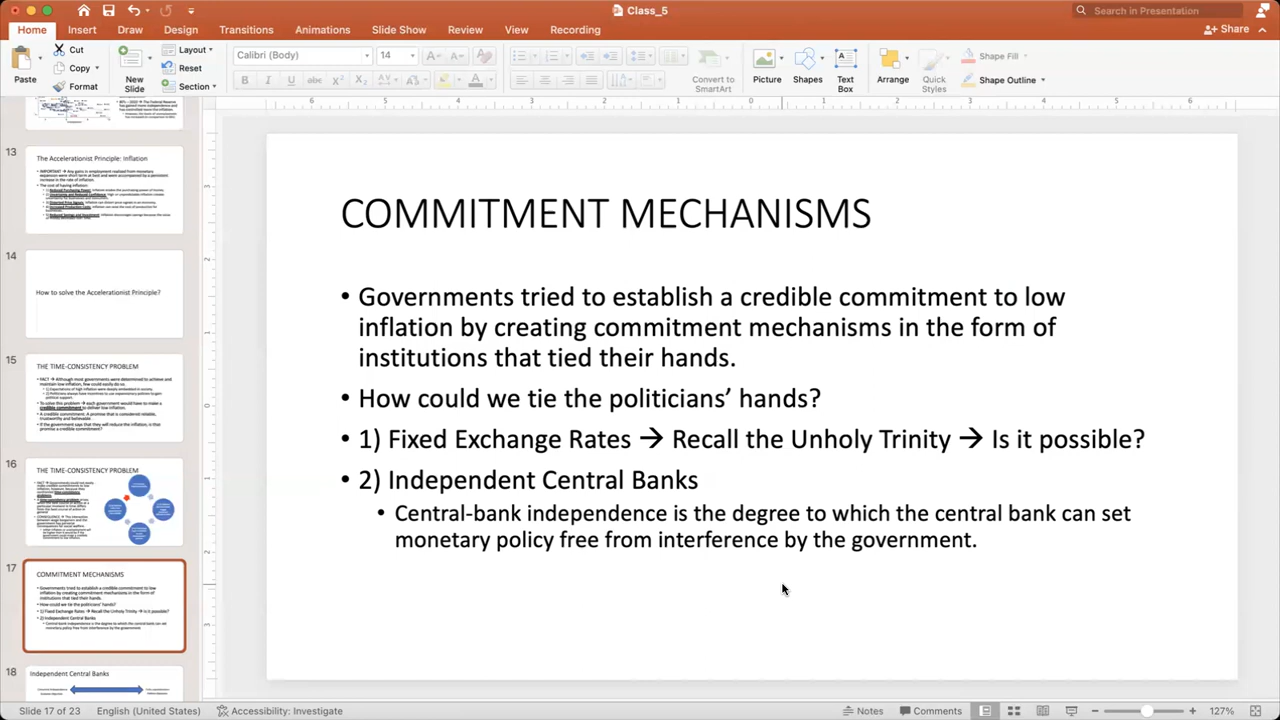 Class_5
Search in Presentation
Home Insert Draw Design Transitions Animations Slide Show Review View Recording
Share
Paste
Cut
Copy
Format
New Slide
Layout
Reset
Section
Calibri (Body)
14
Convert to SmartArt
Picture
Shapes
Text Box
Arrange
Quick Styles
Shape Fill
Shape Outline
13
The Accelerationist Principle: Inflation
14
How to solve the Accelerationist Principle?
15
THE TIME-CONSISTENCY PROBLEM
16
THE TIME-CONSISTENCY PROBLEM
17
COMMITMENT MECHANISMS
18
Independent Central Banks
COMMITMENT MECHANISMS
• Governments tried to establish a credible commitment to low
inflation by creating commitment mechanisms in the form of
institutions that tied their hands.
• How could we tie the politicians’ hands?
• 1) Fixed Exchange Rates → Recall the Unholy Trinity → Is it possible?
• 2) Independent Central Banks
• Central-bank independence is the degree to which the central bank can set
monetary policy free from interference by the government.
Slide 17 of 23 English (United States) Accessibility: Investigate
Notes Comments 127%